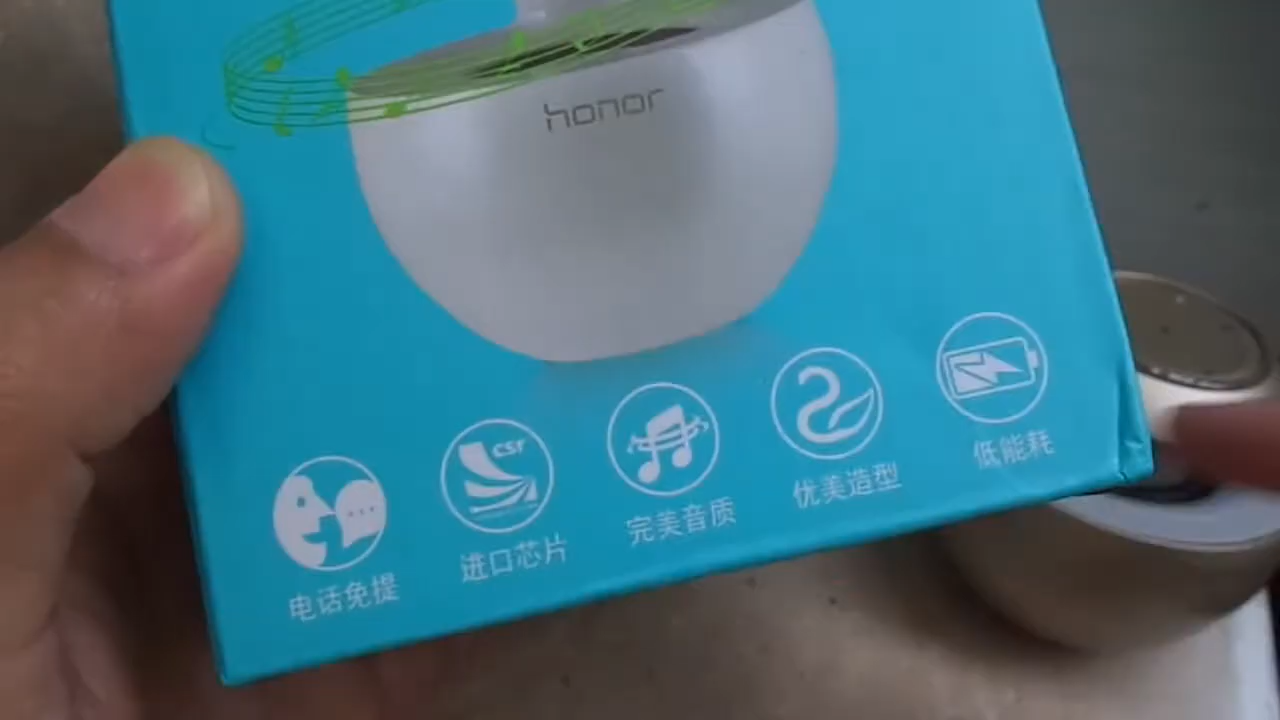 honor
csr
电话免提
进口芯片
完美音质
优美造型
低能耗